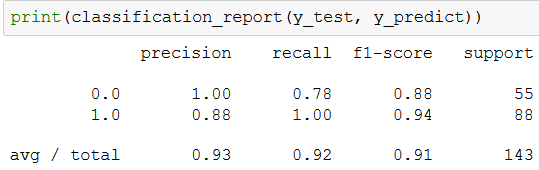 print(classification_report(y_test, y_predict))
precision recall f1-score support
0.0 1.00 0.78 0.88 55
1.0 0.88 1.00 0.94 88
avg / total 0.93 0.92 0.91 143